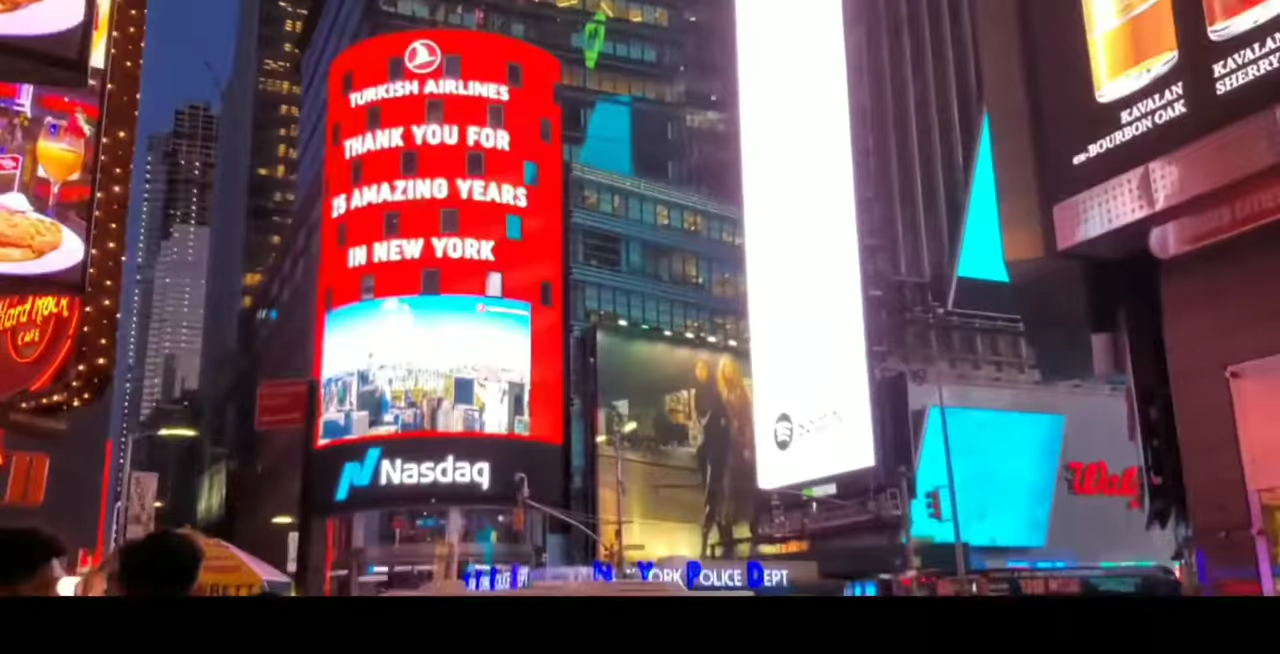 TURKISH AIRLINES
THANK YOU FOR
25 AMAZING YEARS
IN NEW YORK
Nasdaq
Hard Rock
CAFE
KAVALAN
ex-BOURBON OAK
KAVALAN
SHERRY
Wal
YORK POLICE DEPT